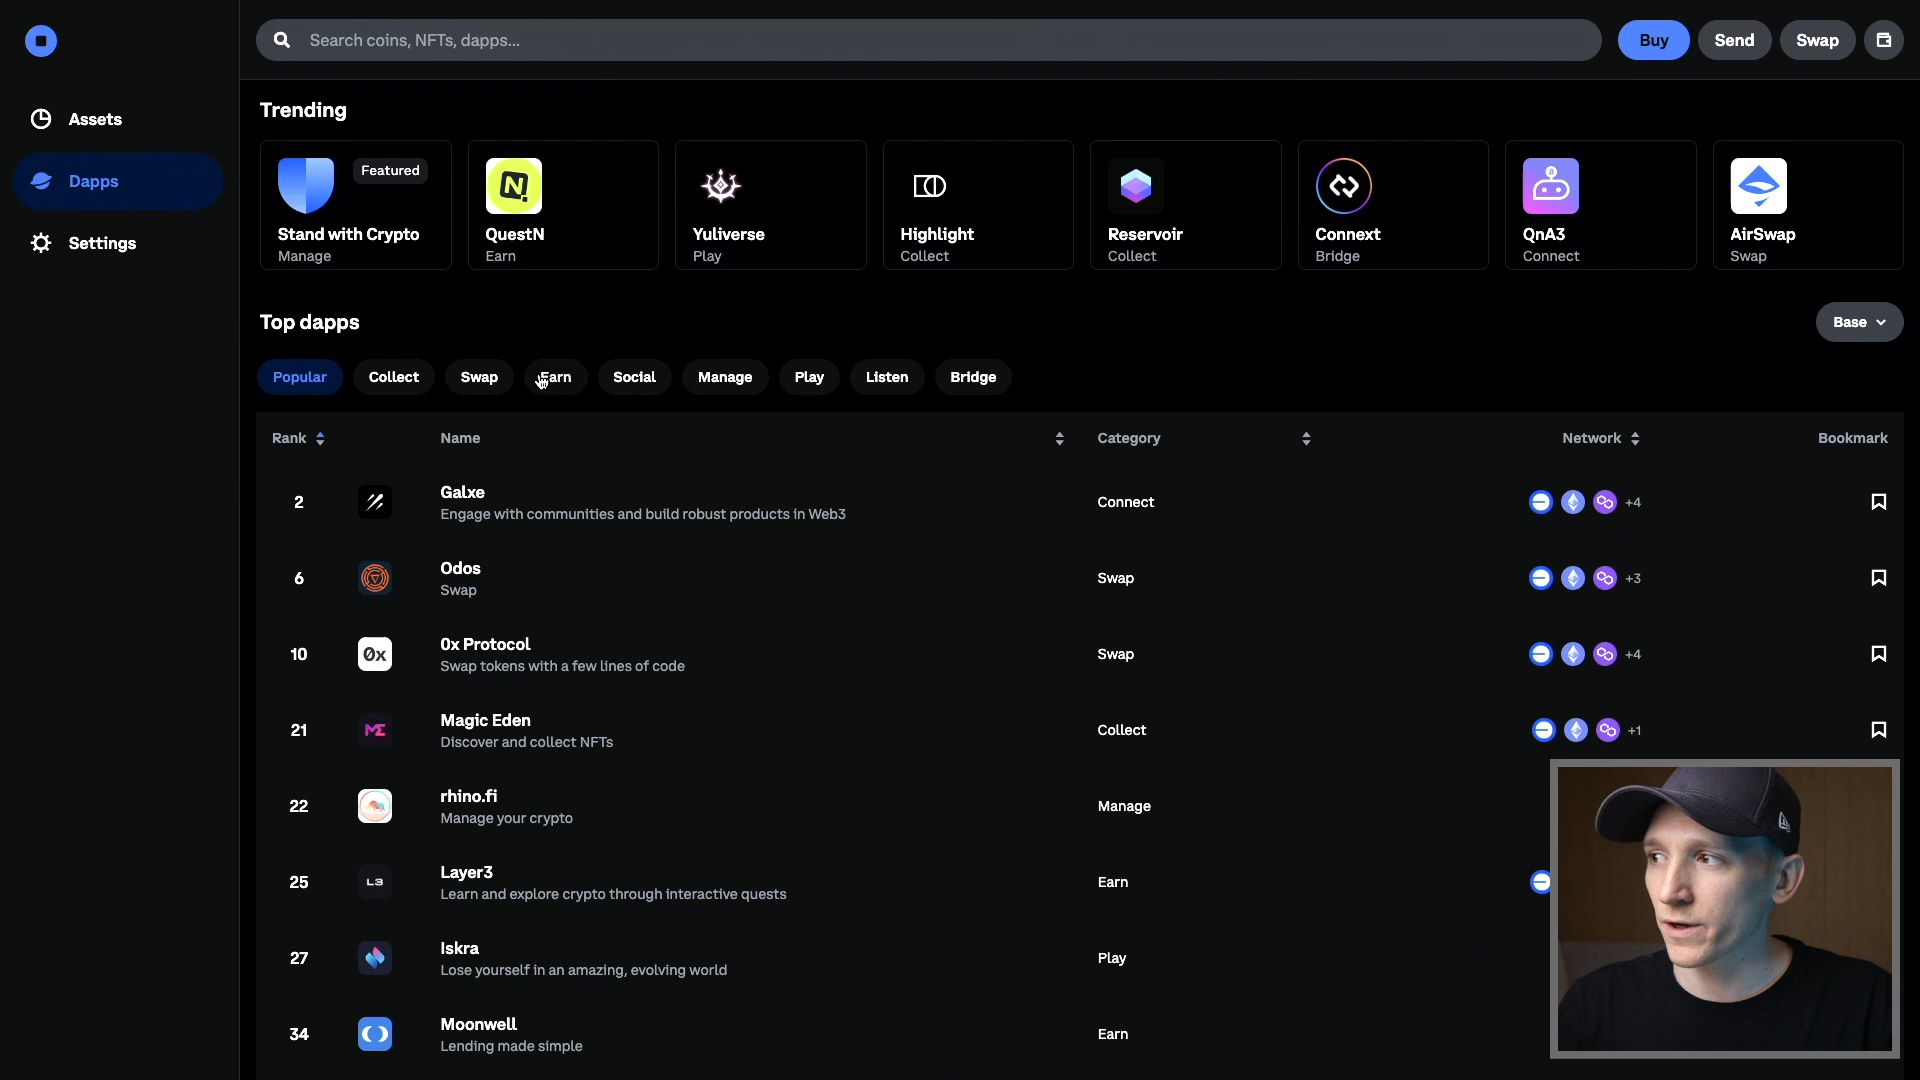 Search coins, NFTs, dapps...
Buy
Send
Swap
Assets
Dapps
Settings
Trending
Featured
Stand with Crypto
Manage
QuestN
Earn
Yuliverse
Play
Highlight
Collect
Reservoir
Collect
Connext
Bridge
QnA3
Connect
AirSwap
Swap
Top dapps
Base
Popular
Collect
Swap
Earn
Social
Manage
Play
Listen
Bridge
Rank
Name
Category
Network
Bookmark
2
Galxe
Engage with communities and build robust products in Web3
Connect
+4
6
Odos
Swap
Swap
+3
10
0x
0x Protocol
Swap tokens with a few lines of code
Swap
+4
21
ME
Magic Eden
Discover and collect NFTs
Collect
+1
22
rhino.fi
Manage your crypto
Manage
25
L3
Layer3
Learn and explore crypto through interactive quests
Earn
27
Iskra
Lose yourself in an amazing, evolving world
Play
34
Moonwell
Lending made simple
Earn